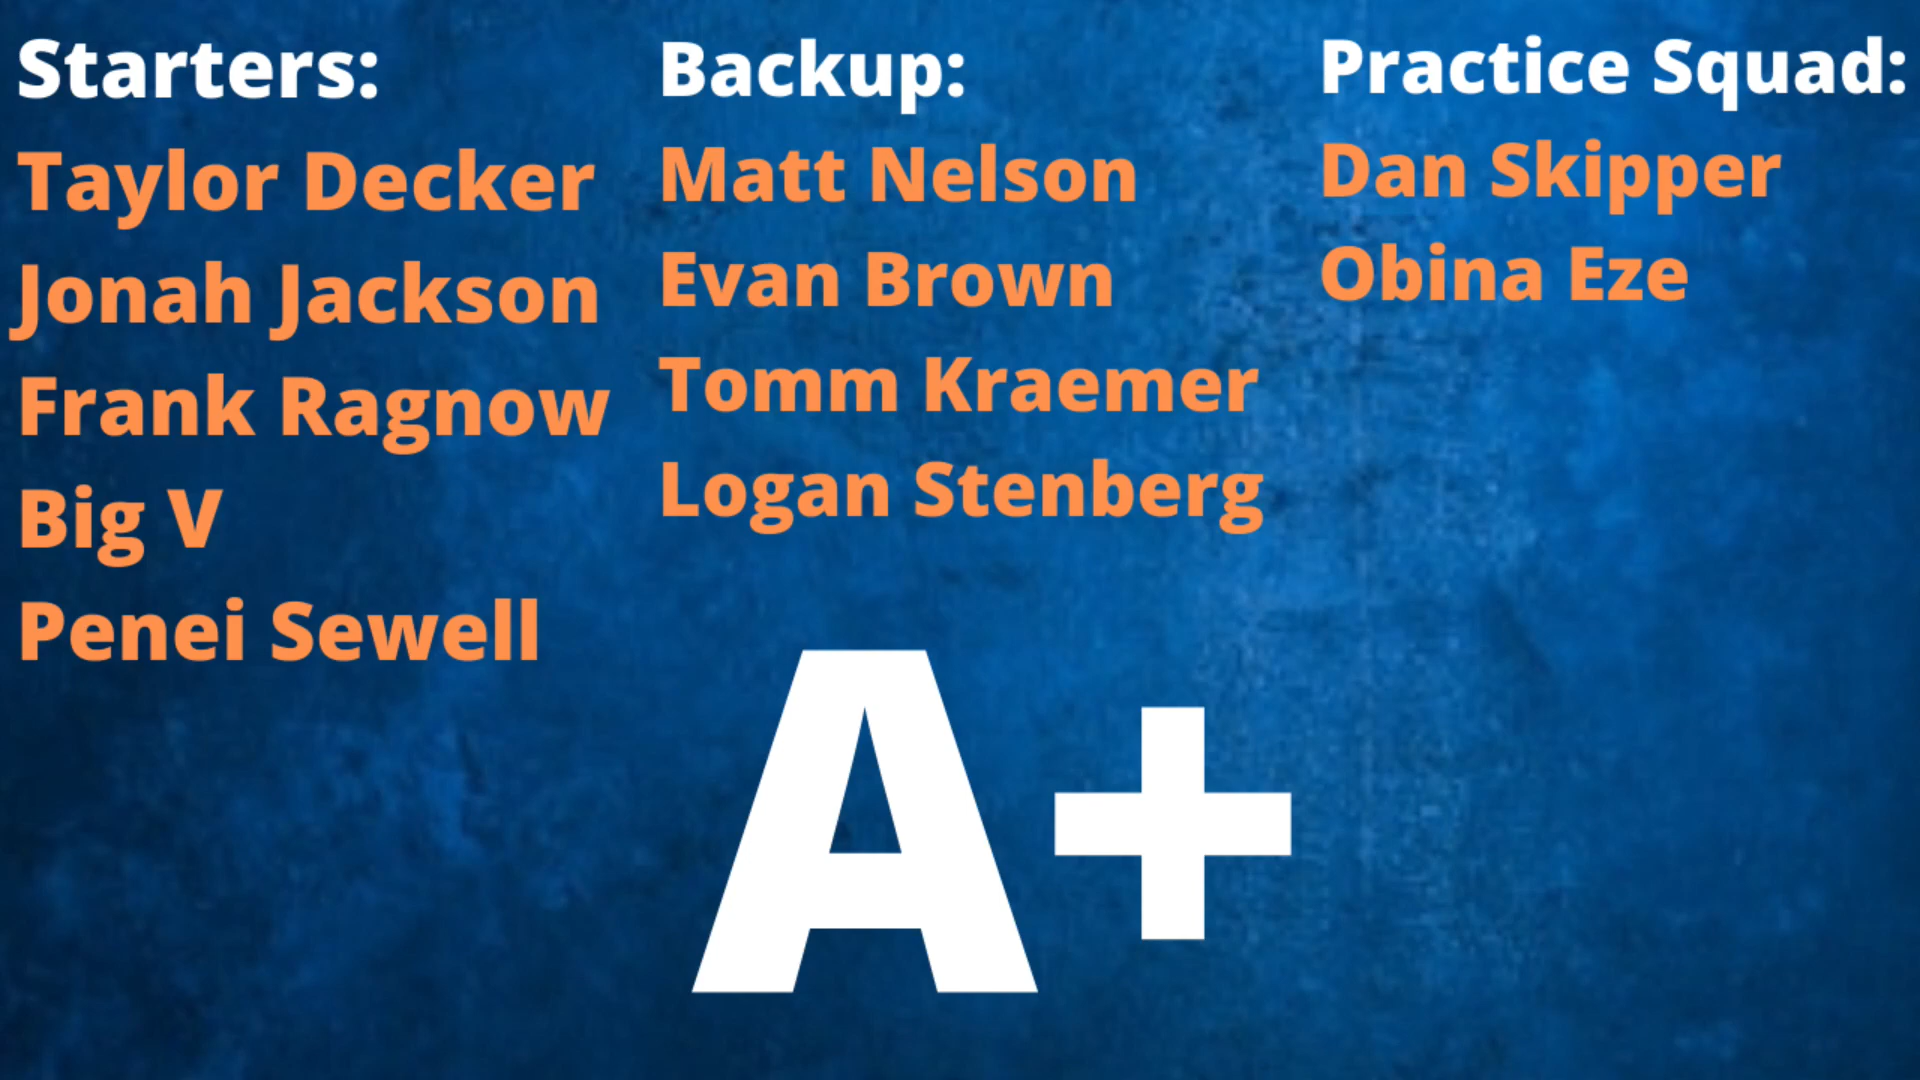 Starters:
Taylor Decker
Jonah Jackson
Frank Ragnow
Big V
Penei Sewell
Backup:
Matt Nelson
Evan Brown
Tomm Kraemer
Logan Stenberg
Practice Squad:
Dan Skipper
Obina Eze
A+